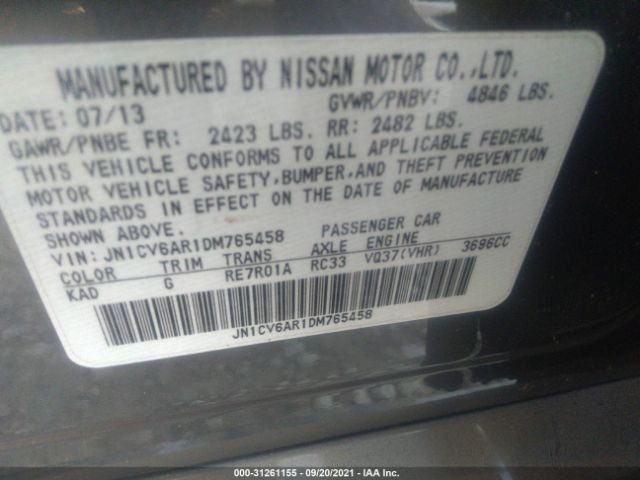 MANUFACTURED BY NISSAN MOTOR CO.,LTD.
DATE: 07/13 GVWR/PNBV: 4846 LBS.
GAWR/PNBE FR: 2423 LBS. RR: 2482 LBS.
THIS VEHICLE CONFORMS TO ALL APPLICABLE FEDERAL
MOTOR VEHICLE SAFETY,BUMPER,AND THEFT PREVENTION
STANDARDS IN EFFECT ON THE DATE OF MANUFACTURE
SHOWN ABOVE.
VIN: JN1CV6AR1DM765458 PASSENGER CAR
COLOR TRIM TRANS AXLE ENGINE
KAD G RE7R01A RC33 VQ37(VHR) 3696CC
JN1CV6AR1DM765458
000-31261155 - 09/20/2021 - IAA Inc.